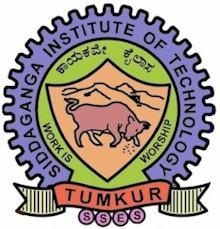 SIDDAGANGA INSTITUTE OF TECHNOLOGY
ಕಾಯಕವೇ ಕೈಲಾಸ
WORK IS WORSHIP
TUMKUR
SSES